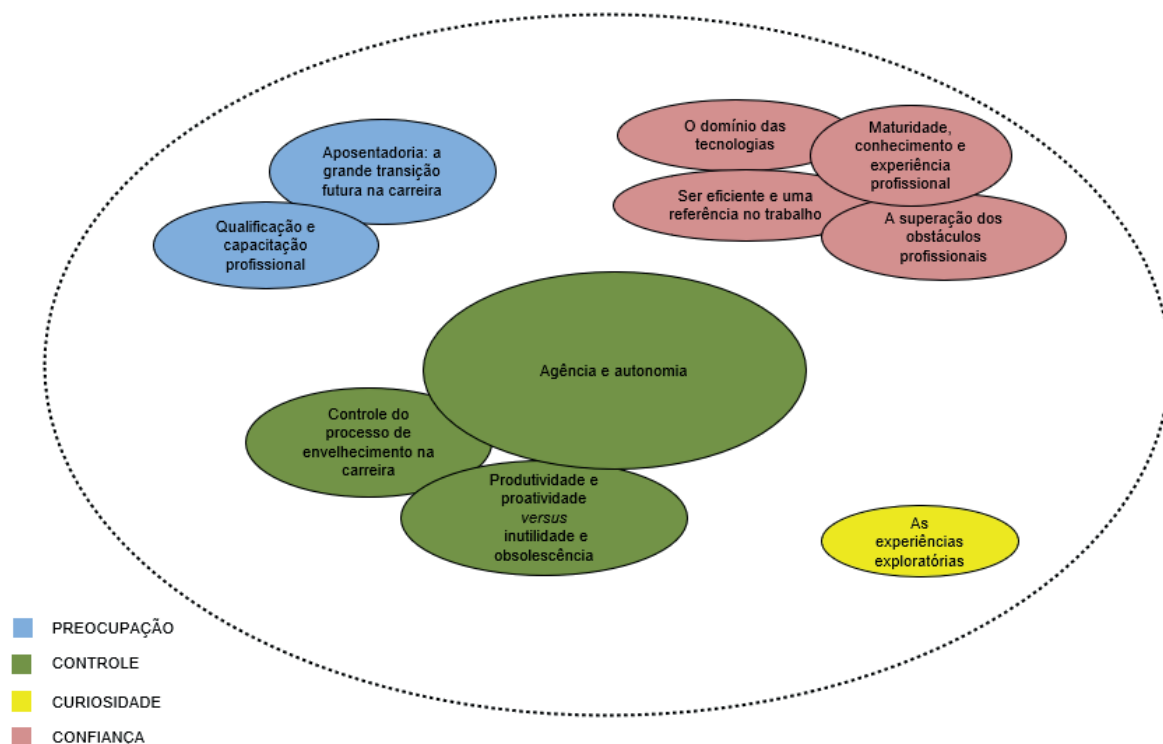 Aposentadoria: a
grande transição
futura na carreira
Qualificação e
capacitação
profissional
O domínio das
tecnologias
Maturidade,
conhecimento e
experiência
profissional
Ser eficiente e uma
referência no trabalho
A superação dos
obstáculos
profissionais
Agência e autonomia
Controle do
processo de
envelhecimento na
carreira
Produtividade e
proatividade
versus
inutilidade e
obsolescência
As
experiências
exploratórias
PREOCUPAÇÃO
CONTROLE
CURIOSIDADE
CONFIANÇA